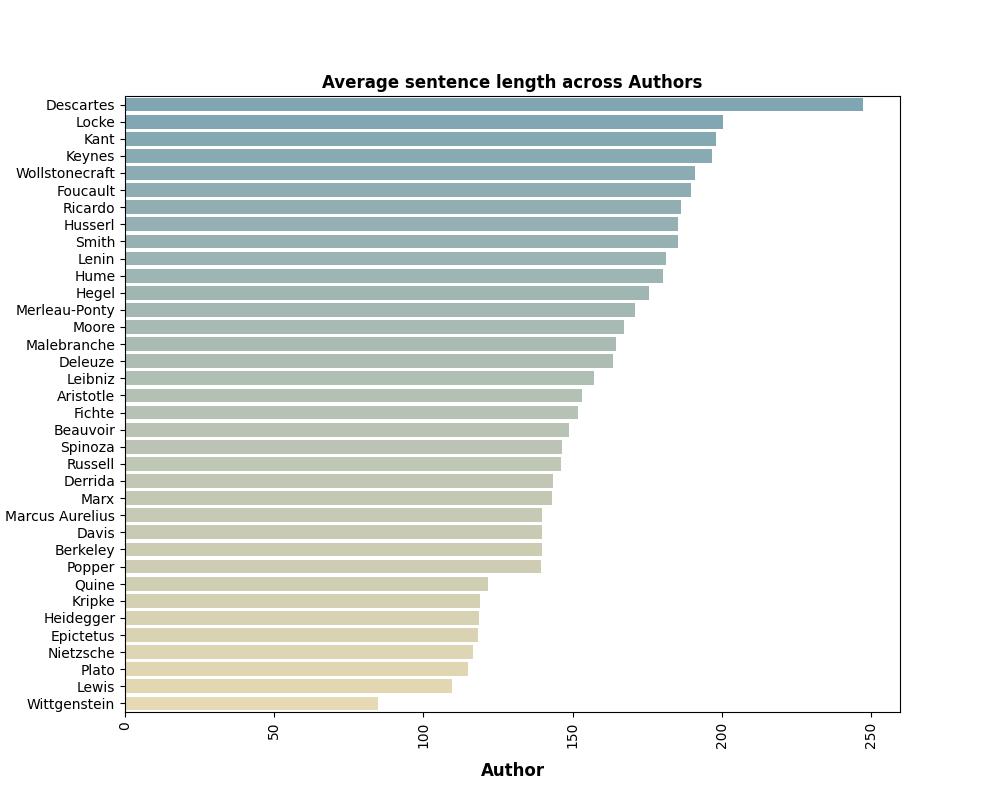 Average sentence length across Authors
Descartes
Locke
Kant
Keynes
Wollstonecraft
Foucault
Ricardo
Husserl
Smith
Lenin
Hume
Hegel
Merleau-Ponty
Moore
Malebranche
Deleuze
Leibniz
Aristotle
Fichte
Beauvoir
Spinoza
Russell
Derrida
Marx
Marcus Aurelius
Davis
Berkeley
Popper
Quine
Kripke
Heidegger
Epictetus
Nietzsche
Plato
Lewis
Wittgenstein
0 50 100 150 200 250
Author